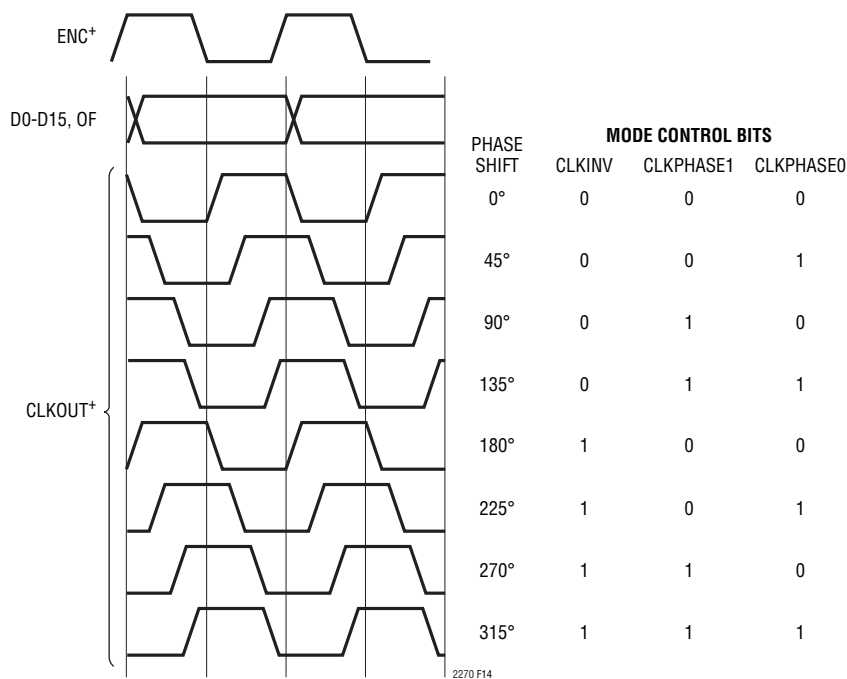 ENC+
D0-D15, OF
CLKOUT+
PHASE SHIFT
MODE CONTROL BITS
CLKINV CLKPHASE1 CLKPHASE0
0° 0 0 0
45° 0 0 1
90° 0 1 0
135° 0 1 1
180° 1 0 0
225° 1 0 1
270° 1 1 0
315° 1 1 1
2270 F14